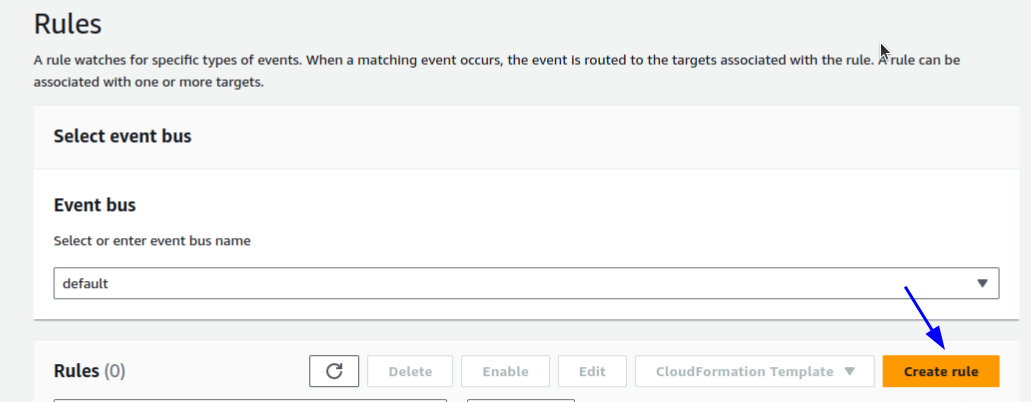 Rules
A rule watches for specific types of events. When a matching event occurs, the event is routed to the targets associated with the rule. A rule can be
associated with one or more targets.
Select event bus
Event bus
Select or enter event bus name
default
Rules (0)
Delete
Enable
Edit
CloudFormation Template
Create rule